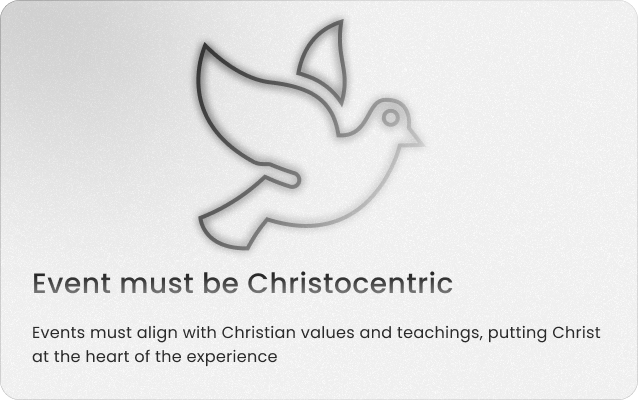 Event must be Christocentric
Events must align with Christian values and teachings, putting Christ
at the heart of the experience